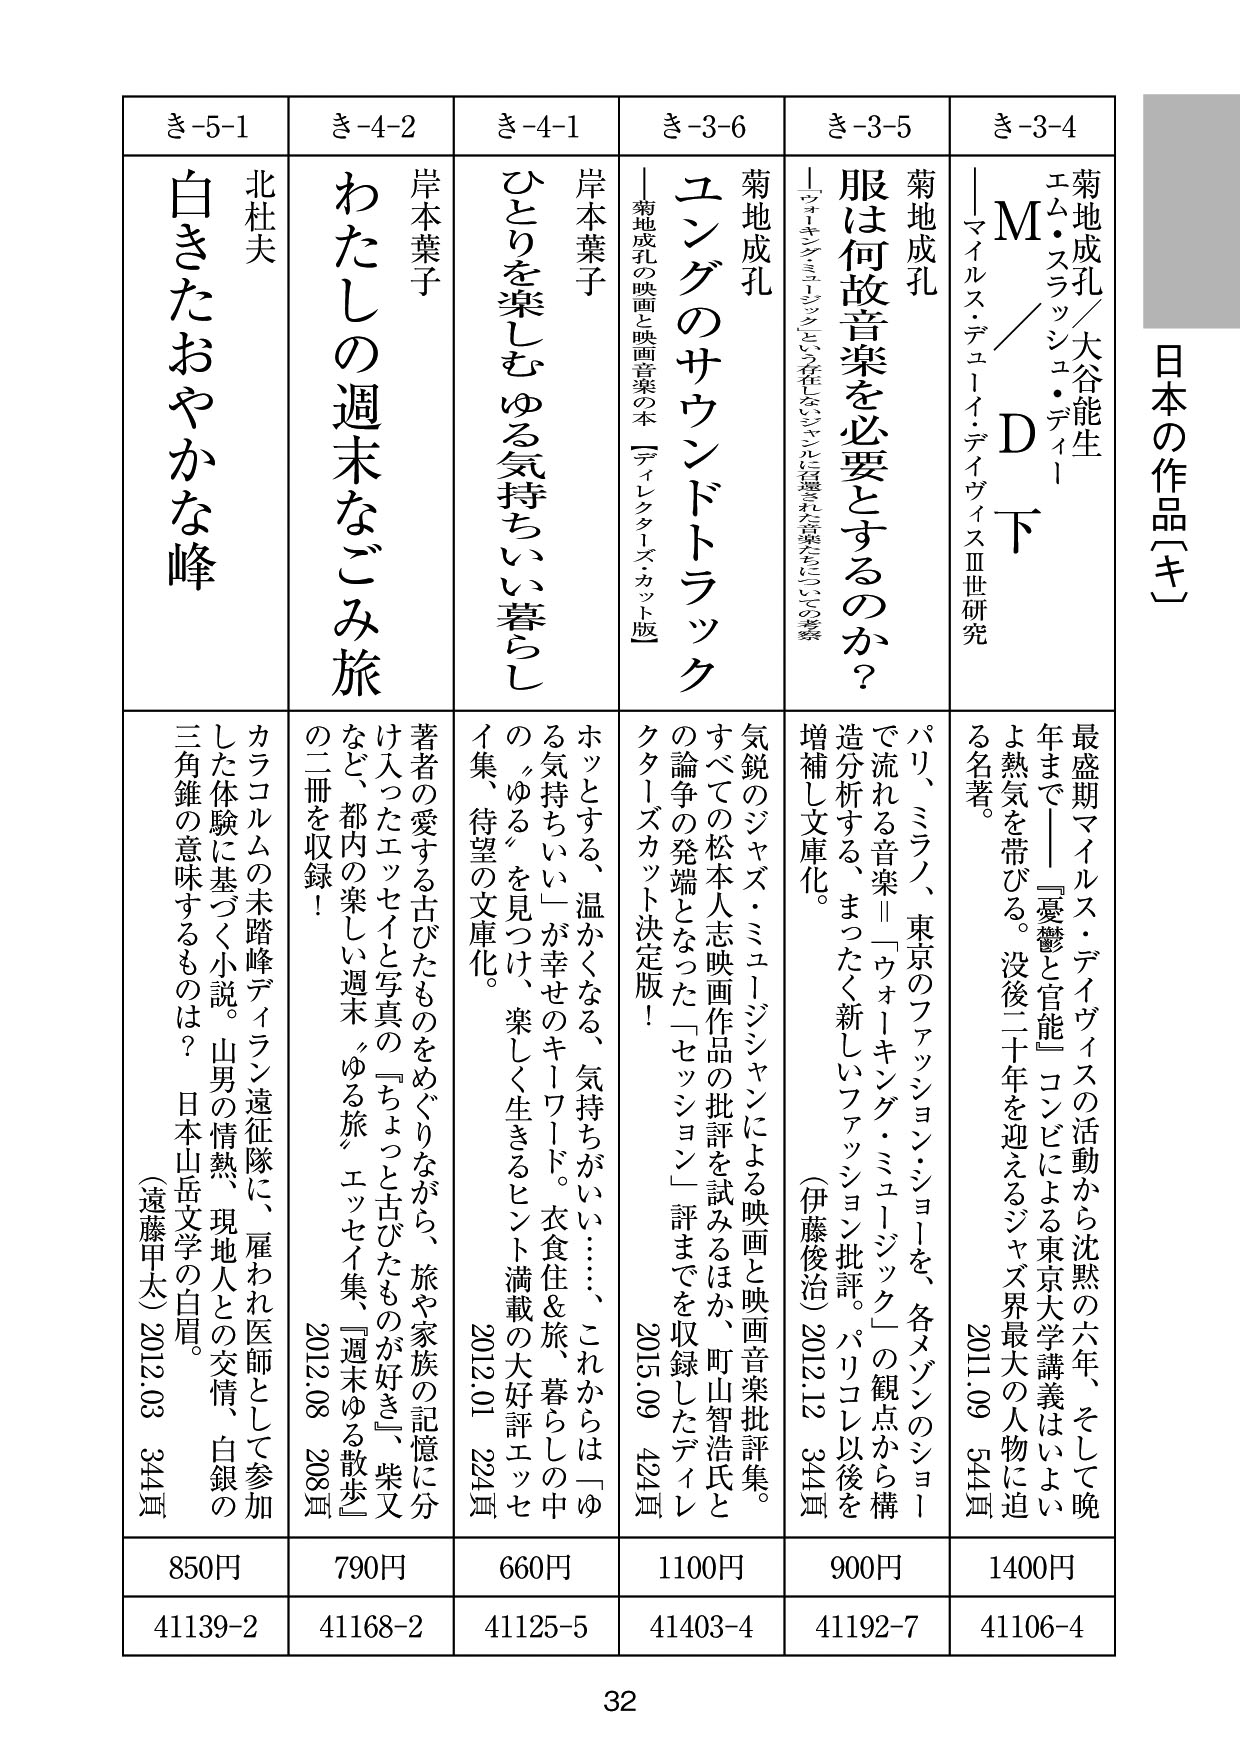 日本の作品〔キ〕
き-3-4
菊地成孔／大谷能生
エム・スラッシュ・ディー
M／D 下
――マイルス・デューイ・デイヴィスⅢ世研究
最盛期マイルス・デイヴィスの活動から沈黙の六年、そして晩
年まで――『憂鬱と官能』コンビによる東京大学講義はいよい
よ熱気を帯びる。没後二十年を迎えるジャズ界最大の人物に迫
る名著。
2011.09 544頁
1400円
41106-4
き-3-5
菊地成孔
服は何故音楽を必要とするのか？
――「ウォーキング・ミュージック」という存在しないジャンルに召還された音楽たちについての考察
パリ、ミラノ、東京のファッション・ショーを、各メゾンのショー
で流れる音楽＝「ウォーキング・ミュージック」の観点から構
造分析する、まったく新しいファッション批評。パリコレ以後を
増補し文庫化。
（伊藤俊治）2012.12 344頁
900円
41192-7
き-3-6
菊地成孔
ユングのサウンドトラック
――菊地成孔の映画と映画音楽の本【ディレクターズ・カット版】
気鋭のジャズ・ミュージシャンによる映画と映画音楽批評集。
すべての松本人志映画作品の批評を試みるほか、町山智浩氏と
の論争の発端となった「セッション」評までを収録したディレ
クターズカット決定版！
2015.09 424頁
1100円
41403-4
き-4-1
岸本葉子
ひとりを楽しむ ゆる気持ちいい暮らし
ホッとする、温かくなる、気持ちがいい……、これからは「ゆ
る気持ちいい」が幸せのキーワード。衣食住＆旅、暮らしの中
の〝ゆる〟を見つけ、楽しく生きるヒント満載の大好評エッセ
イ集、待望の文庫化。
2012.01 224頁
660円
41125-5
き-4-2
岸本葉子
わたしの週末なごみ旅
著者の愛する古びたものをめぐりながら、旅や家族の記憶に分
け入ったエッセイと写真の『ちょっと古びたものが好き』、柴又
など、都内の楽しい週末〝ゆる旅〟エッセイ集、『週末ゆる散歩』
の二冊を収録！
2012.08 208頁
790円
41168-2
き-5-1
北杜夫
白きたおやかな峰
カラコルムの未踏峰ディラン遠征隊に、雇われ医師として参加
した体験に基づく小説。山男の情熱、現地人との交情、白銀の
三角錐の意味するものは？ 日本山岳文学の白眉。
（遠藤甲太）2012.03 344頁
850円
41139-2
32